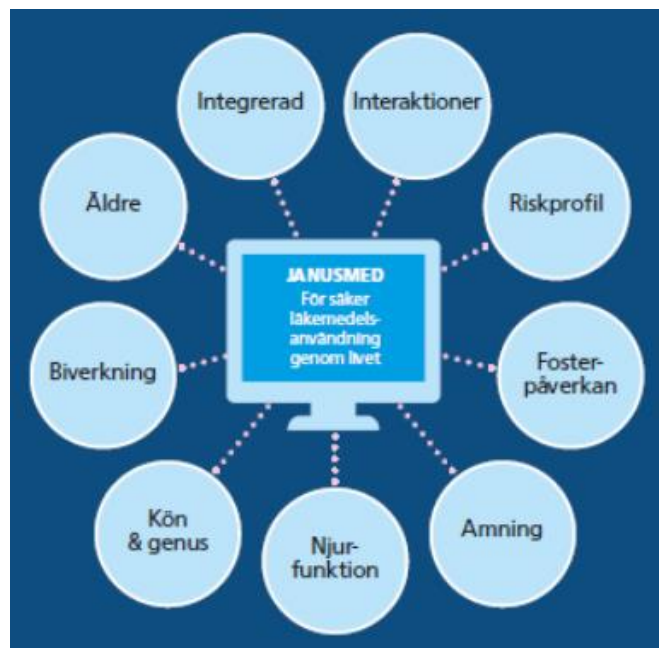 Integrerad
Interaktioner
Äldre
Riskprofil
JANUSMED
För säker
läkemedels-
användning
genom livet
Biverkning
Foster-
påverkan
Kön
& genus
Njur-
funktion
Amning